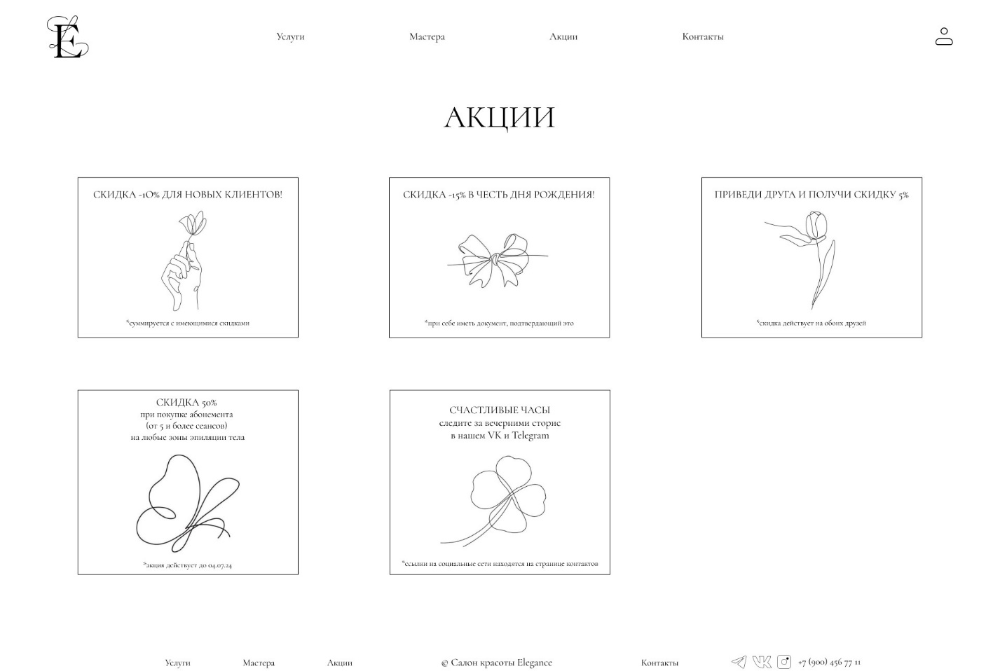 E
Услуги Мастера Акции Контакты
АКЦИИ
СКИДКА -10% ДЛЯ НОВЫХ КЛИЕНТОВ!
*суммируется с имеющимися скидками
СКИДКА -15% В ЧЕСТЬ ДНЯ РОЖДЕНИЯ!
*при себе иметь документ, подтвердающий это
ПРИВЕДИ ДРУГА И ПОЛУЧИ СКИДКУ 5%
*скидка действует на обоих друзей
СКИДКА 50%
при покупке абонемента
(от 5 и более сеансов)
на любые зоны эпиляции тела
*акция действует до 04.07.24
СЧАСТЛИВЫЕ ЧАСЫ
следите за вечерними сторис
в нашем VK и Telegram
*ссылки на социальные сети находятся на странице контактов
Услуги Мастера Акции © Салон красоты Elegance Контакты +7 (900) 456 77 11